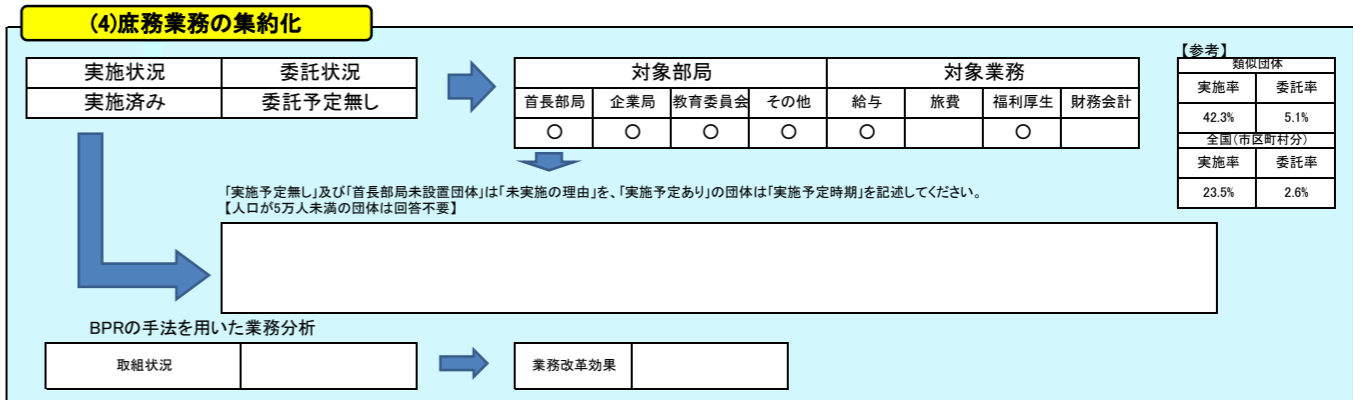 (4)庶務業務の集約化
実施状況 委託状況
実施済み 委託予定無し
対象部局 対象業務
首長部局 企業局 教育委員会 その他 給与 旅費 福利厚生 財務会計
○ ○ ○ ○ ○ ○
【参考】
類似団体
実施率 委託率
42.3% 5.1%
全国(市区町村分)
実施率 委託率
23.5% 2.6%
「実施予定無し」及び「首長部局未設置団体」は「未実施の理由」を、「実施予定あり」の団体は「実施予定時期」を記述してください。
【人口が5万人未満の団体は回答不要】
BPRの手法を用いた業務分析
取組状況
業務改革効果